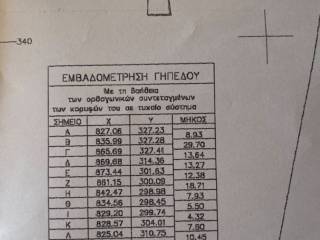 340
ΕΜΒΑΔΟΜΕΤΡΗΣΗ ΓΗΠΕΔΟΥ
Με τη βοήθεια
των ορθογωνικών συντεταγμένων
των κορυφών του σε τυχαίο σύστημα
ΣΗΜΕΙΟ Χ Υ ΜΗΚΟΣ
Α 827.06 327.23
8.93
Β 835.99 327.28
29.70
Γ 865.69 327.41
13.64
Δ 869.68 314.36
13.27
Ε 873.44 301.63
12.38
Ζ 861.15 300.09
18.71
Η 842.47 298.98
7.93
Θ 834.56 298.45
5.50
Ι 829.20 299.74
4.32
Κ 828.57 304.01
7.60
Λ 825.04 310.75
10.45